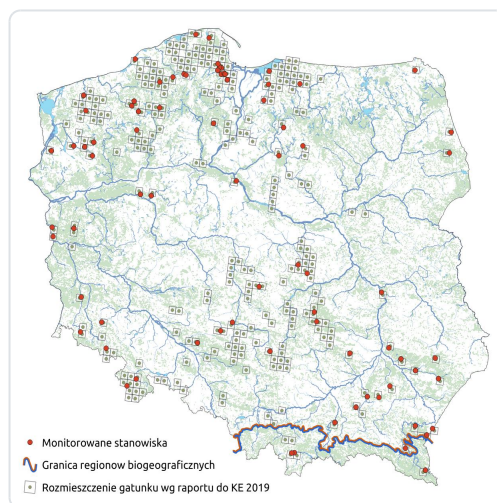 Monitorowane stanowiska
Granica regionow biogeograficznych
Rozmieszczenie gatunku wg raportu do KE 2019